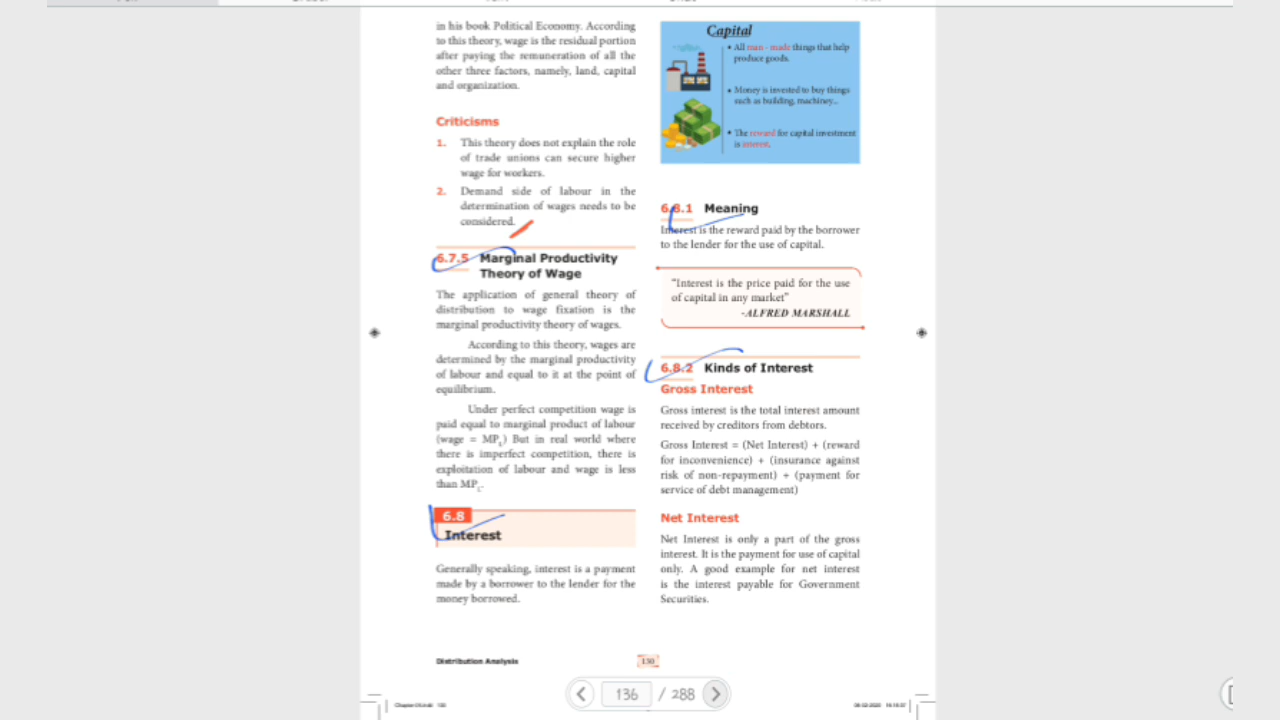 in his book Political Economy. According
to this theory, wage is the residual portion
after paying the remuneration of all the
other three factors, namely, land, capital
and organization.
Criticisms
1. This theory does not explain the role
of trade unions can secure higher
wage for workers.
2. Demand side of labour in the
determination of wages needs to be
considered.
6.7.5 Marginal Productivity
Theory of Wage
The application of general theory of
distribution to wage fixation is the
marginal productivity theory of wages.
According to this theory, wages are
determined by the marginal productivity
of labour and equal to it at the point of
equilibrium.
Under perfect competition wage is
paid equal to marginal product of labour
(wage = MPL) But in real world where
there is imperfect competition, there is
exploitation of labour and wage is less
than MPL.
6.8
Interest
Generally speaking, interest is a payment
made by a borrower to the lender for the
money borrowed.
Capital
• All man - made things that help
produce goods.
• Money is invested to buy things
such as building, machiney...
• The reward for capital investment
is interest.
6.8.1 Meaning
Interest is the reward paid by the borrower
to the lender for the use of capital.
"Interest is the price paid for the use
of capital in any market"
-ALFRED MARSHALL
6.8.2 Kinds of Interest
Gross Interest
Gross interest is the total interest amount
received by creditors from debtors.
Gross Interest = (Net Interest) + (reward
for inconvenience) + (insurance against
risk of non-repayment) + (payment for
service of debt management)
Net Interest
Net Interest is only a part of the gross
interest. It is the payment for use of capital
only. A good example for net interest
is the interest payable for Government
Securities.
Distribution Analysis
130
136 / 288